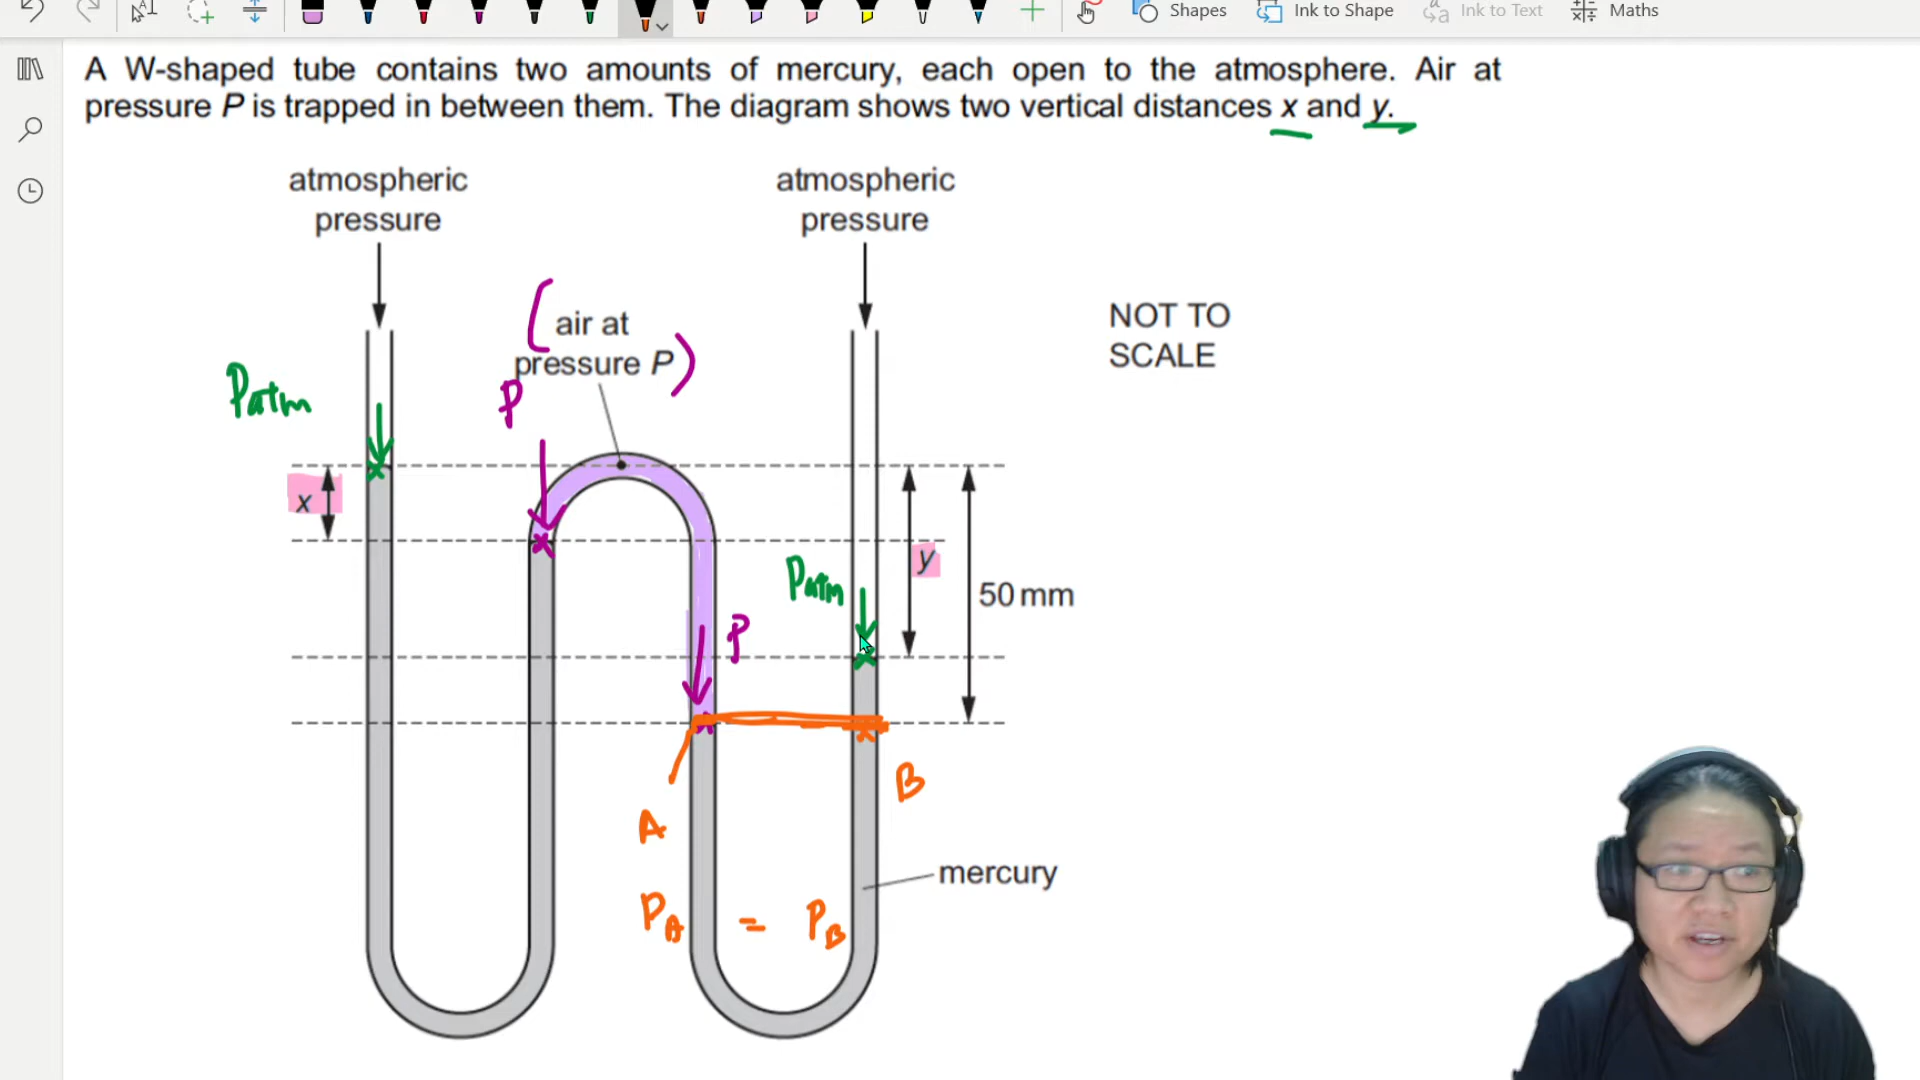 Shapes
Ink to Shape
Ink to Text
Maths
A W-shaped tube contains two amounts of mercury, each open to the atmosphere. Air at
pressure P is trapped in between them. The diagram shows two vertical distances x and y.
atmospheric
pressure
atmospheric
pressure
air at
pressure P
NOT TO
SCALE
Patm
P
x
y
Patm
50 mm
P
B
A
mercury
PA = PB